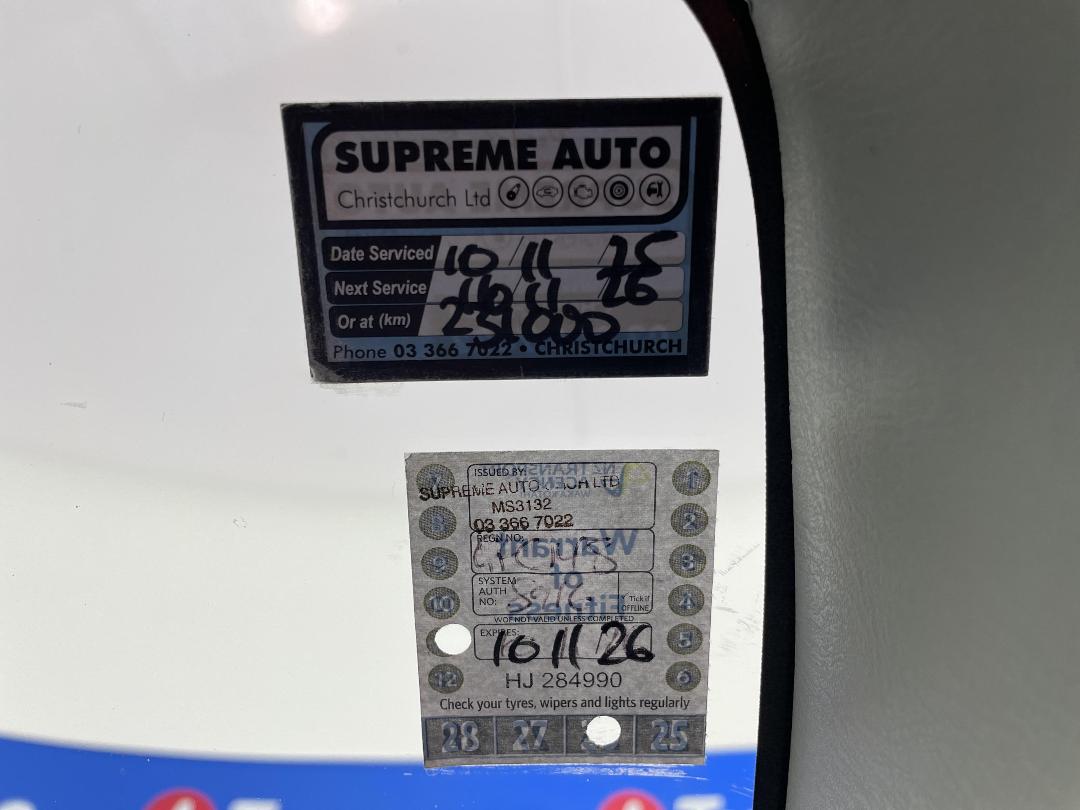 SUPREME AUTO
Christchurch Ltd
Date Serviced 10/11/25
Next Service 10/11/26
Or at (km)
Phone 03 366 7022 • CHRISTCHURCH
ISSUED BY:
SUPREME AUTO
MS3132
03 366 7022
REGN NO:
SYSTEM AUTH NO:
Tick if OFFLINE
Warrant of Fitness
WOF NOT VALID UNLESS COMPLETED
EXPIRES: 10 11 26
HJ 284990
Check your tyres, wipers and lights regularly
7 8 9 10 12
1 2 3 4 5 6
28 27 25